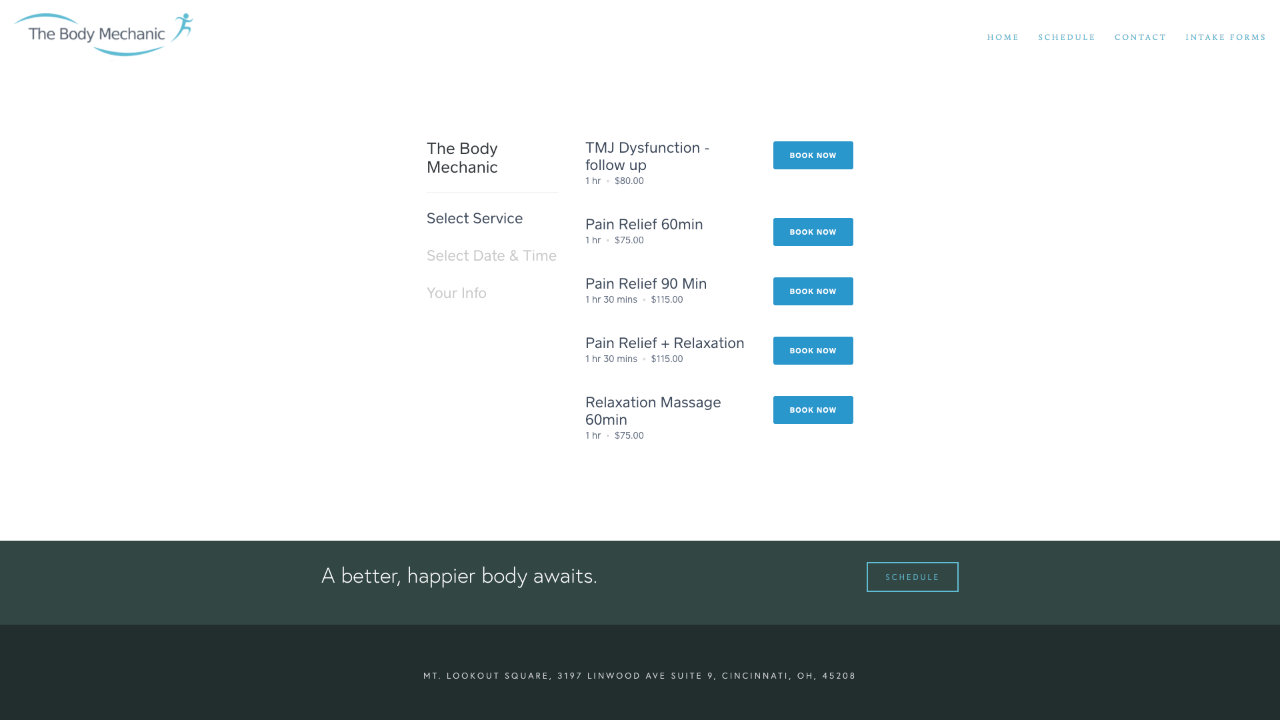 The Body Mechanic
HOME
SCHEDULE
CONTACT
INTAKE FORMS
The Body
Mechanic
Select Service
Select Date & Time
Your Info
TMJ Dysfunction -
follow up
1 hr • $80.00
BOOK NOW
Pain Relief 60min
1 hr • $75.00
BOOK NOW
Pain Relief 90 Min
1 hr 30 mins • $115.00
BOOK NOW
Pain Relief + Relaxation
1 hr 30 mins • $115.00
BOOK NOW
Relaxation Massage
60min
1 hr • $75.00
BOOK NOW
A better, happier body awaits.
SCHEDULE
MT. LOOKOUT SQUARE, 3197 LINWOOD AVE SUITE 9, CINCINNATI, OH, 45208